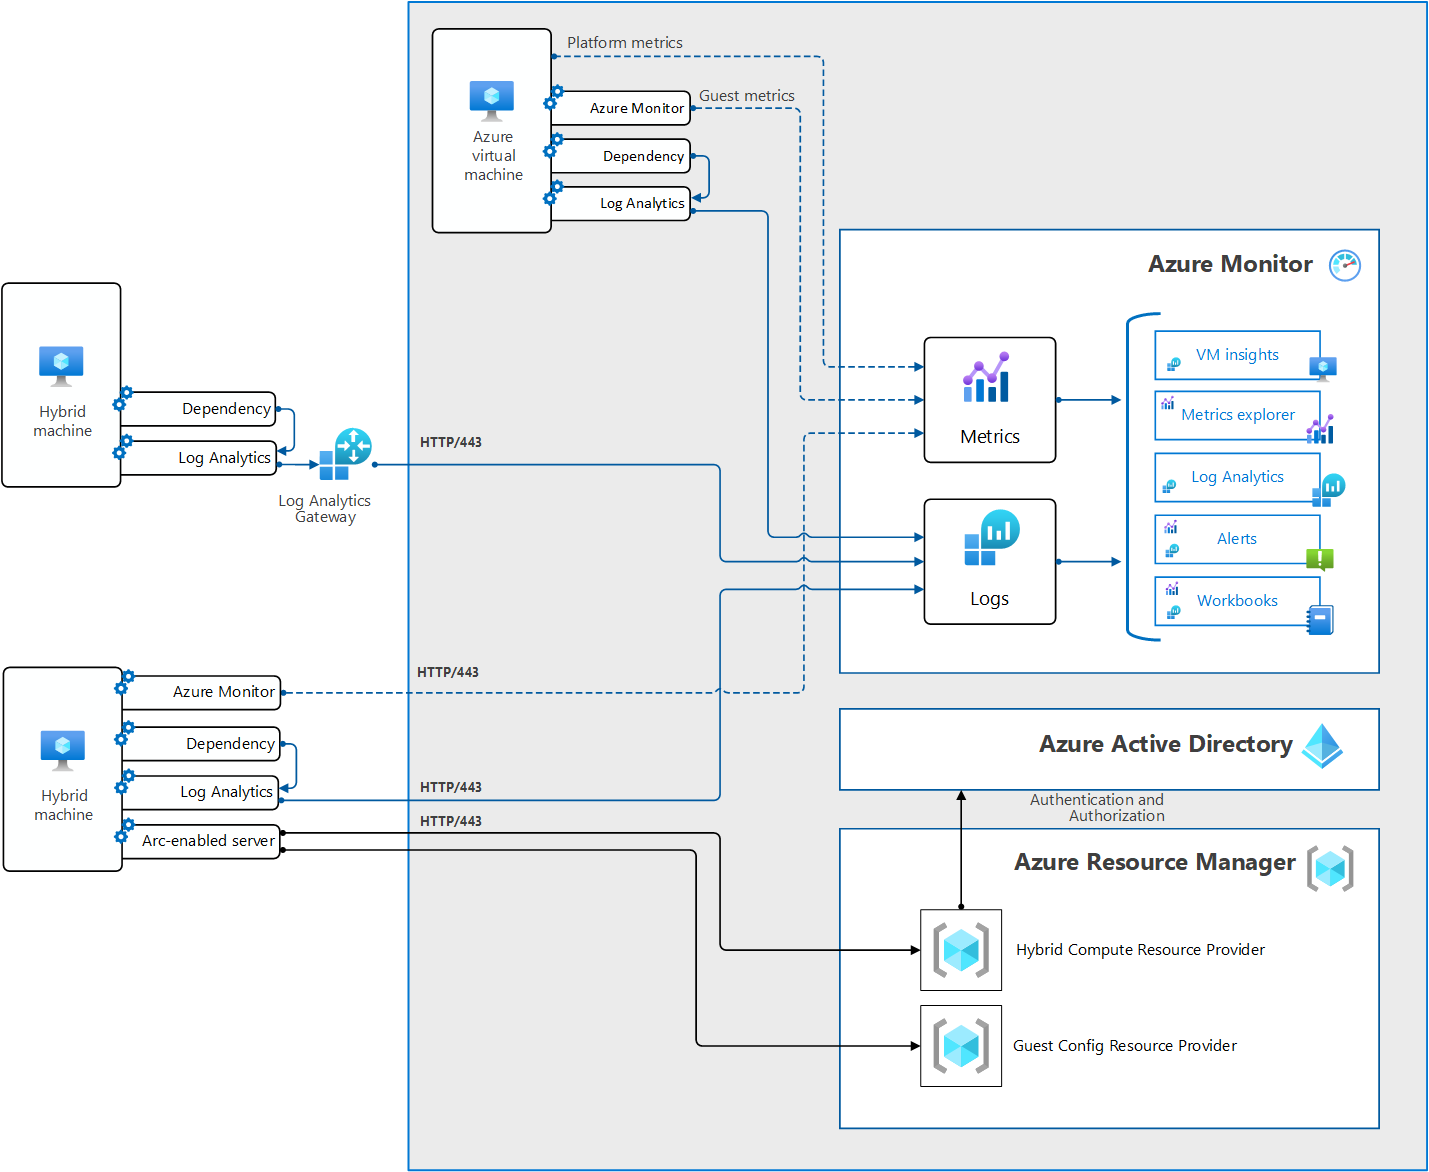 Platform metrics
Guest metrics
Azure Monitor
Azure
virtual
machine
Dependency
Log Analytics
Azure Monitor
Hybrid
machine
Dependency
Log Analytics
Log Analytics
Gateway
HTTP/443
Metrics
Logs
VM insights
Metrics explorer
Log Analytics
Alerts
Workbooks
HTTP/443
Hybrid
machine
Azure Monitor
Dependency
Log Analytics
Arc-enabled server
HTTP/443
HTTP/443
Azure Active Directory
Authentication and
Authorization
Azure Resource Manager
Hybrid Compute Resource Provider
Guest Config Resource Provider